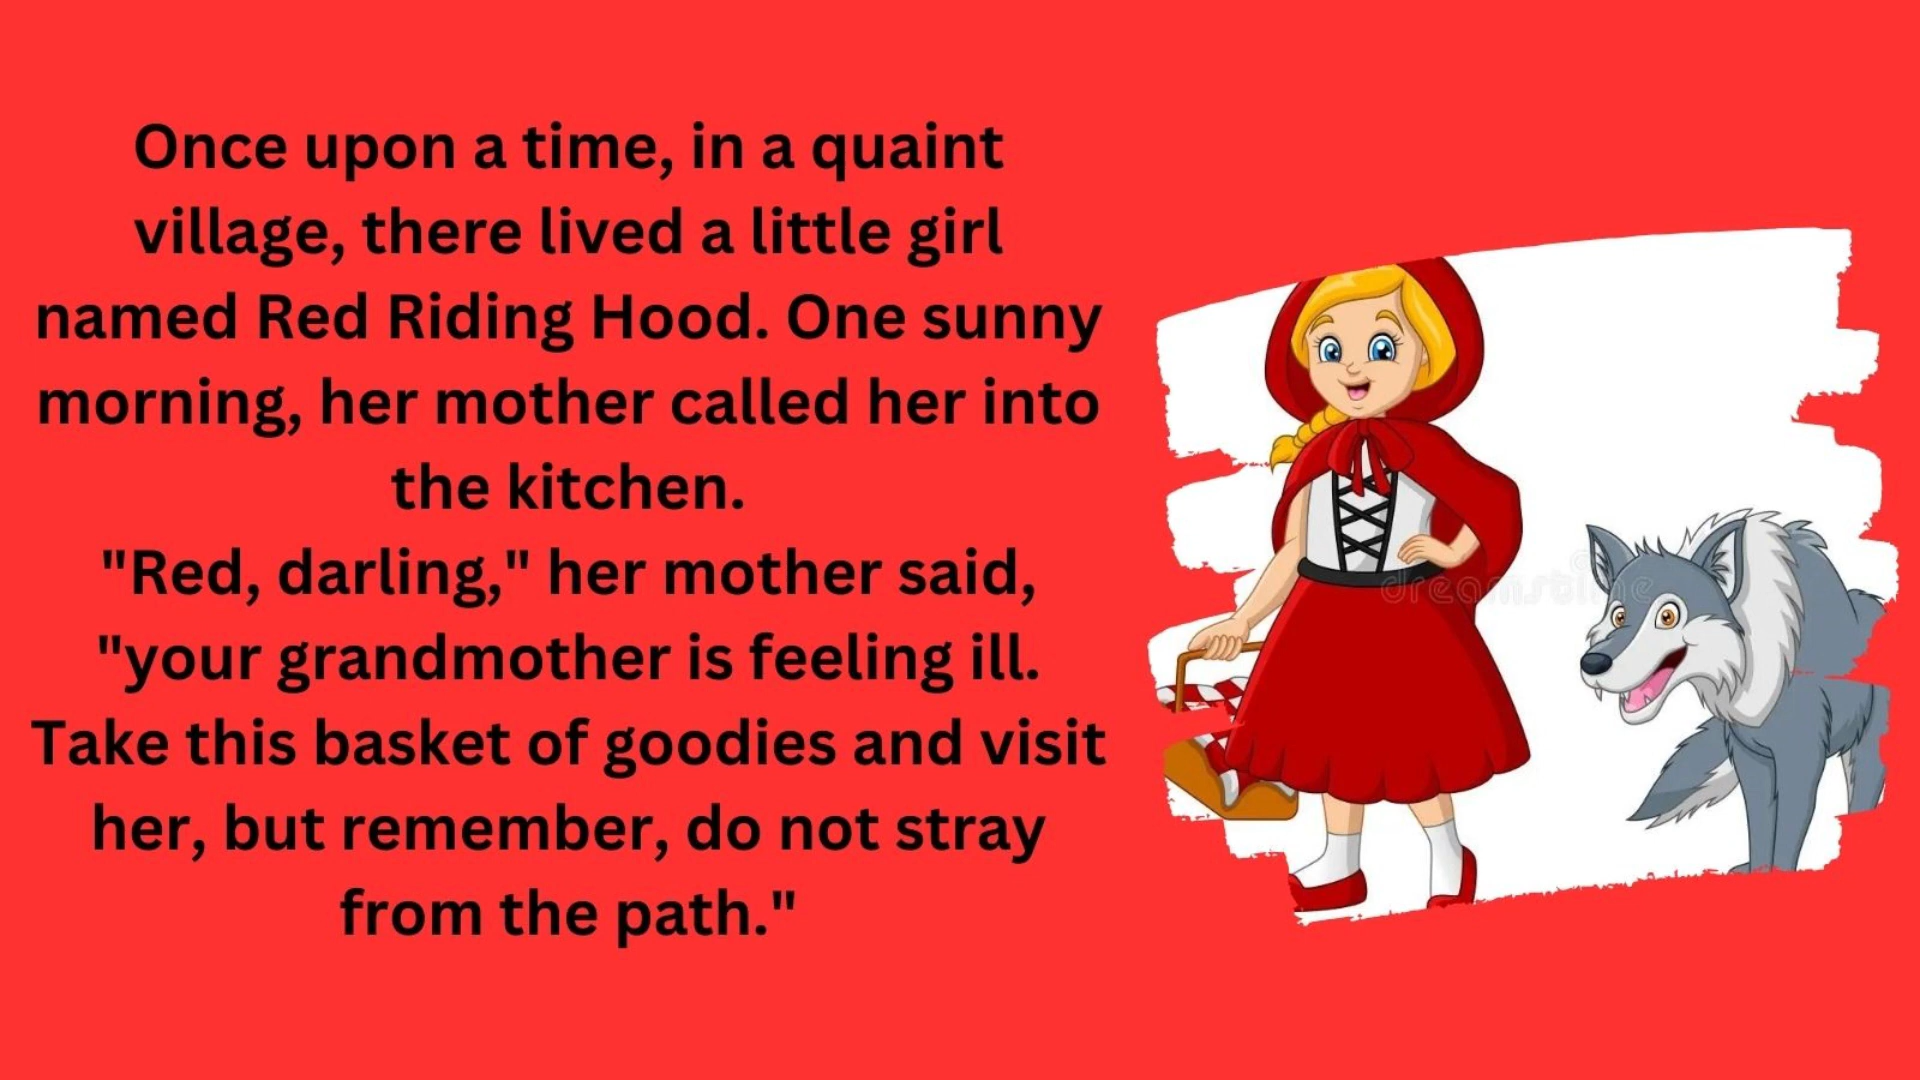 Once upon a time, in a quaint
village, there lived a little girl
named Red Riding Hood. One sunny
morning, her mother called her into
the kitchen.
"Red, darling," her mother said,
"your grandmother is feeling ill.
Take this basket of goodies and visit
her, but remember, do not stray
from the path."
dreamstime